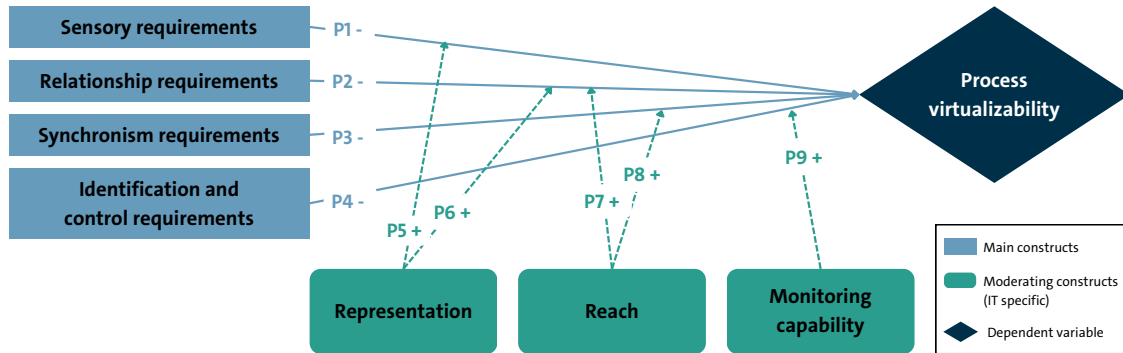 Sensory requirements
P1 -
Relationship requirements
P2 -
Synchronism requirements
P3 -
Identification and
control requirements
P4 -
Process
virtualizability
P5 +
P6 +
P7 +
P8 +
P9 +
Representation
Reach
Monitoring
capability
Main constructs
Moderating constructs
(IT specific)
Dependent variable